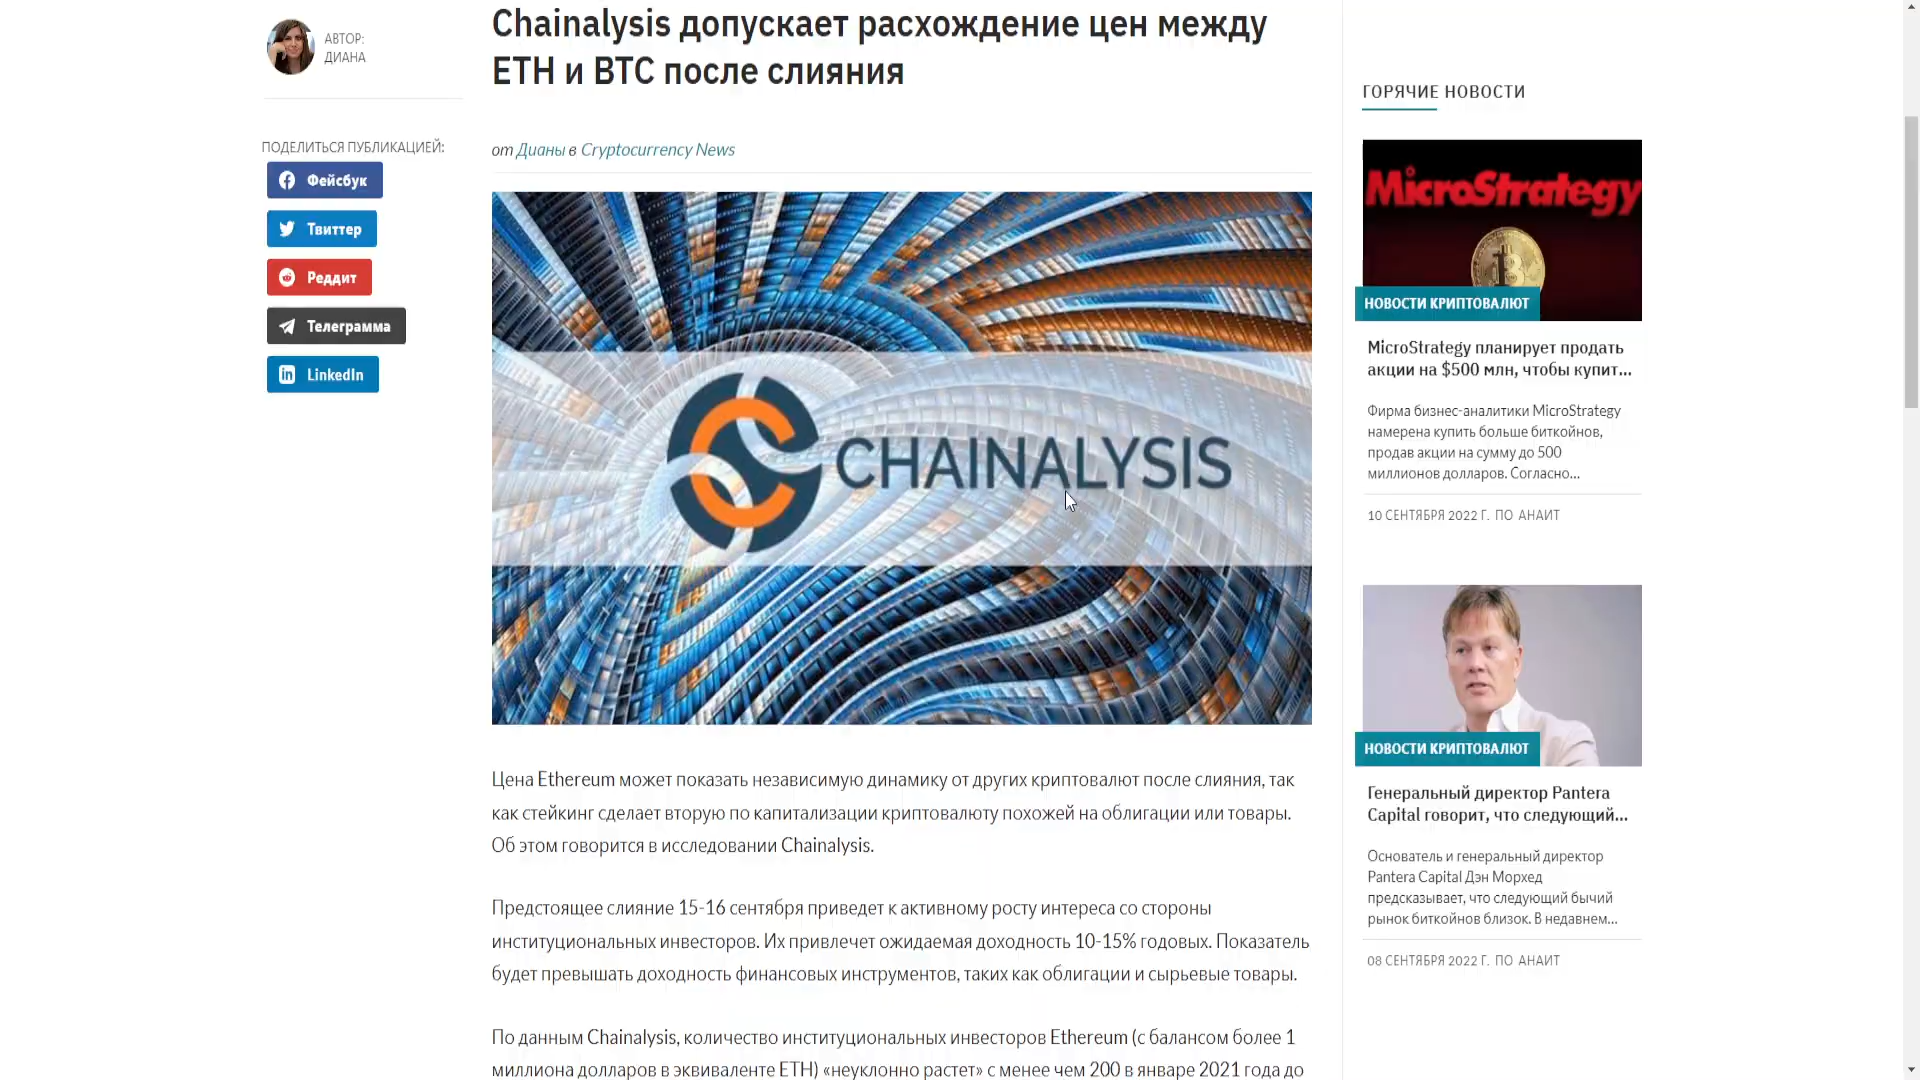 Chainalysis допускает расхождение цен между
ETH и BTC после слияния
АВТОР:
ДИАНА
ПОДЕЛИТЬСЯ ПУБЛИКАЦИЕЙ:
Фейсбук
Твиттер
Реддит
Телеграмма
LinkedIn
от Дианы в Cryptocurrency News
CHAINALYSIS
Цена Ethereum может показать независимую динамику от других криптовалют после слияния, так
как стейкинг сделает вторую по капитализации криптовалюту похожей на облигации или товары.
Об этом говорится в исследовании Chainalysis.
Предстоящее слияние 15-16 сентября приведет к активному росту интереса со стороны
институциональных инвесторов. Их привлечет ожидаемая доходность 10-15% годовых. Показатель
будет превышать доходность финансовых инструментов, таких как облигации и сырьевые товары.
По данным Chainalysis, количество институциональных инвесторов Ethereum (с балансом более 1
миллиона долларов в эквиваленте ETH) «неуклонно растет» с менее чем 200 в январе 2021 года до
ГОРЯЧИЕ НОВОСТИ
MicroStrategy
НОВОСТИ КРИПТОВАЛЮТ
MicroStrategy планирует продать
акции на $500 млн, чтобы купит...
Фирма бизнес-аналитики MicroStrategy
намерена купить больше биткойнов,
продав акции на сумму до 500
миллионов долларов. Согласно...
10 СЕНТЯБРЯ 2022 Г. ПО АНАИТ
НОВОСТИ КРИПТОВАЛЮТ
Генеральный директор Pantera
Capital говорит, что следующий...
Основатель и генеральный директор
Pantera Capital Дэн Морхед
предсказывает, что следующий бычий
рынок биткойнов близок. В недавнем...
08 СЕНТЯБРЯ 2022 Г. ПО АНАИТ